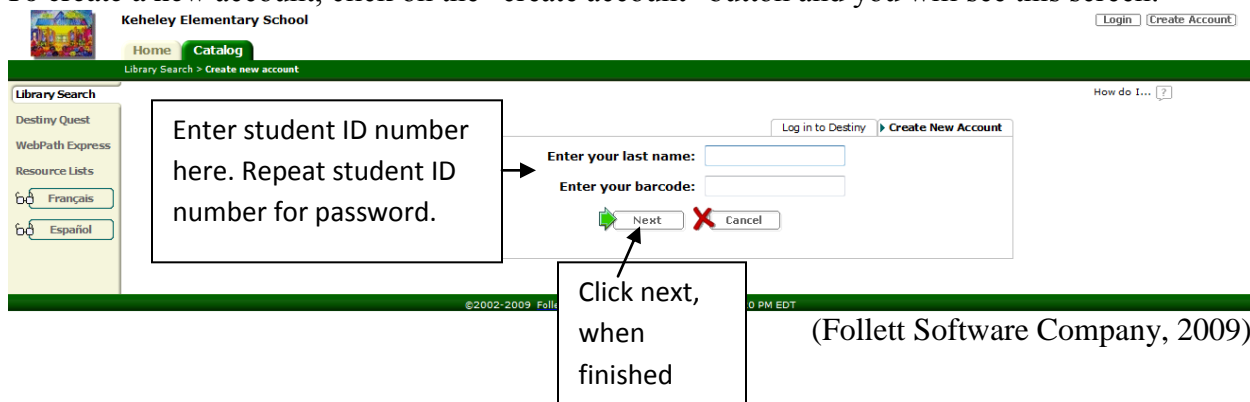 To create a new account, click on the "create account" button and you will see this screen.
Keheley Elementary School
Login Create Account
Home Catalog
Library Search > Create new account
Library Search
How do I... ?
Destiny Quest
WebPath Express
Resource Lists
Français
Español
Enter student ID number
here. Repeat student ID
number for password.
Log in to Destiny Create New Account
Enter your last name:
Enter your barcode:
Next Cancel
Click next,
when
finished
©2002-2009 PM EDT
(Follett Software Company, 2009)